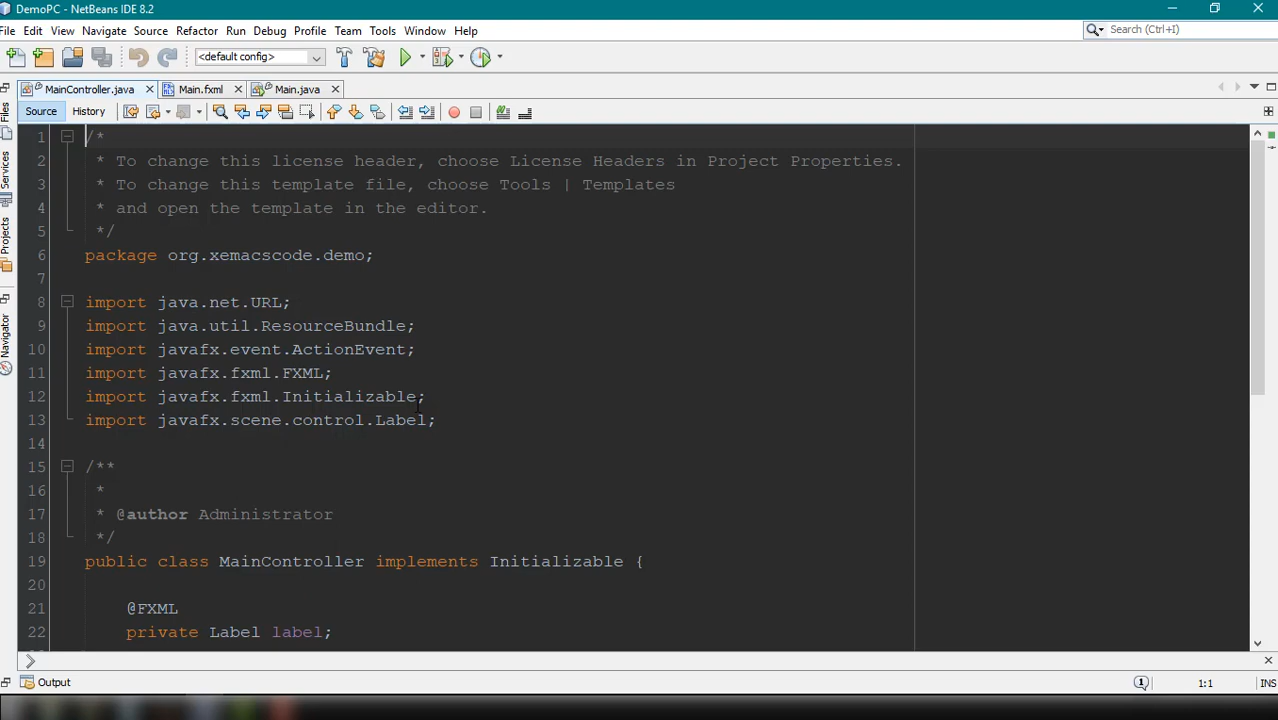 DemoPC - NetBeans IDE 8.2
File Edit View Navigate Source Refactor Run Debug Profile Team Tools Window Help
Search (Ctrl+I)
<default config>
MainController.java Main.fxml Main.java
Source History
Files
Services
Projects
Navigator
1 /*
2 * To change this license header, choose License Headers in Project Properties.
3 * To change this template file, choose Tools | Templates
4 * and open the template in the editor.
5 */
6 package org.xemacscode.demo;
7
8 import java.net.URL;
9 import java.util.ResourceBundle;
10 import javafx.event.ActionEvent;
11 import javafx.fxml.FXML;
12 import javafx.fxml.Initializable;
13 import javafx.scene.control.Label;
14
15 /**
16 *
17 * @author Administrator
18 */
19 public class MainController implements Initializable {
20
21 @FXML
22 private Label label;
Output
1 1:1 INS